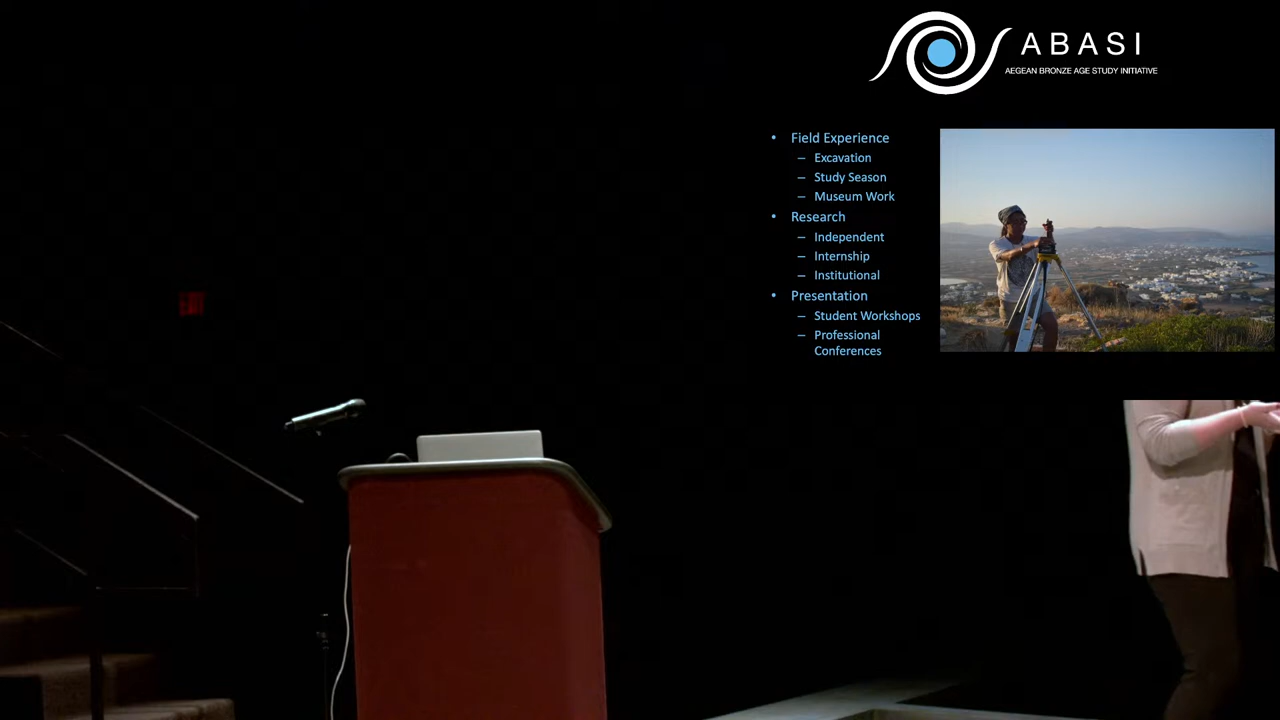 ABASI
AEGEAN BRONZE AGE STUDY INITIATIVE
• Field Experience
– Excavation
– Study Season
– Museum Work
• Research
– Independent
– Internship
– Institutional
• Presentation
– Student Workshops
– Professional
Conferences